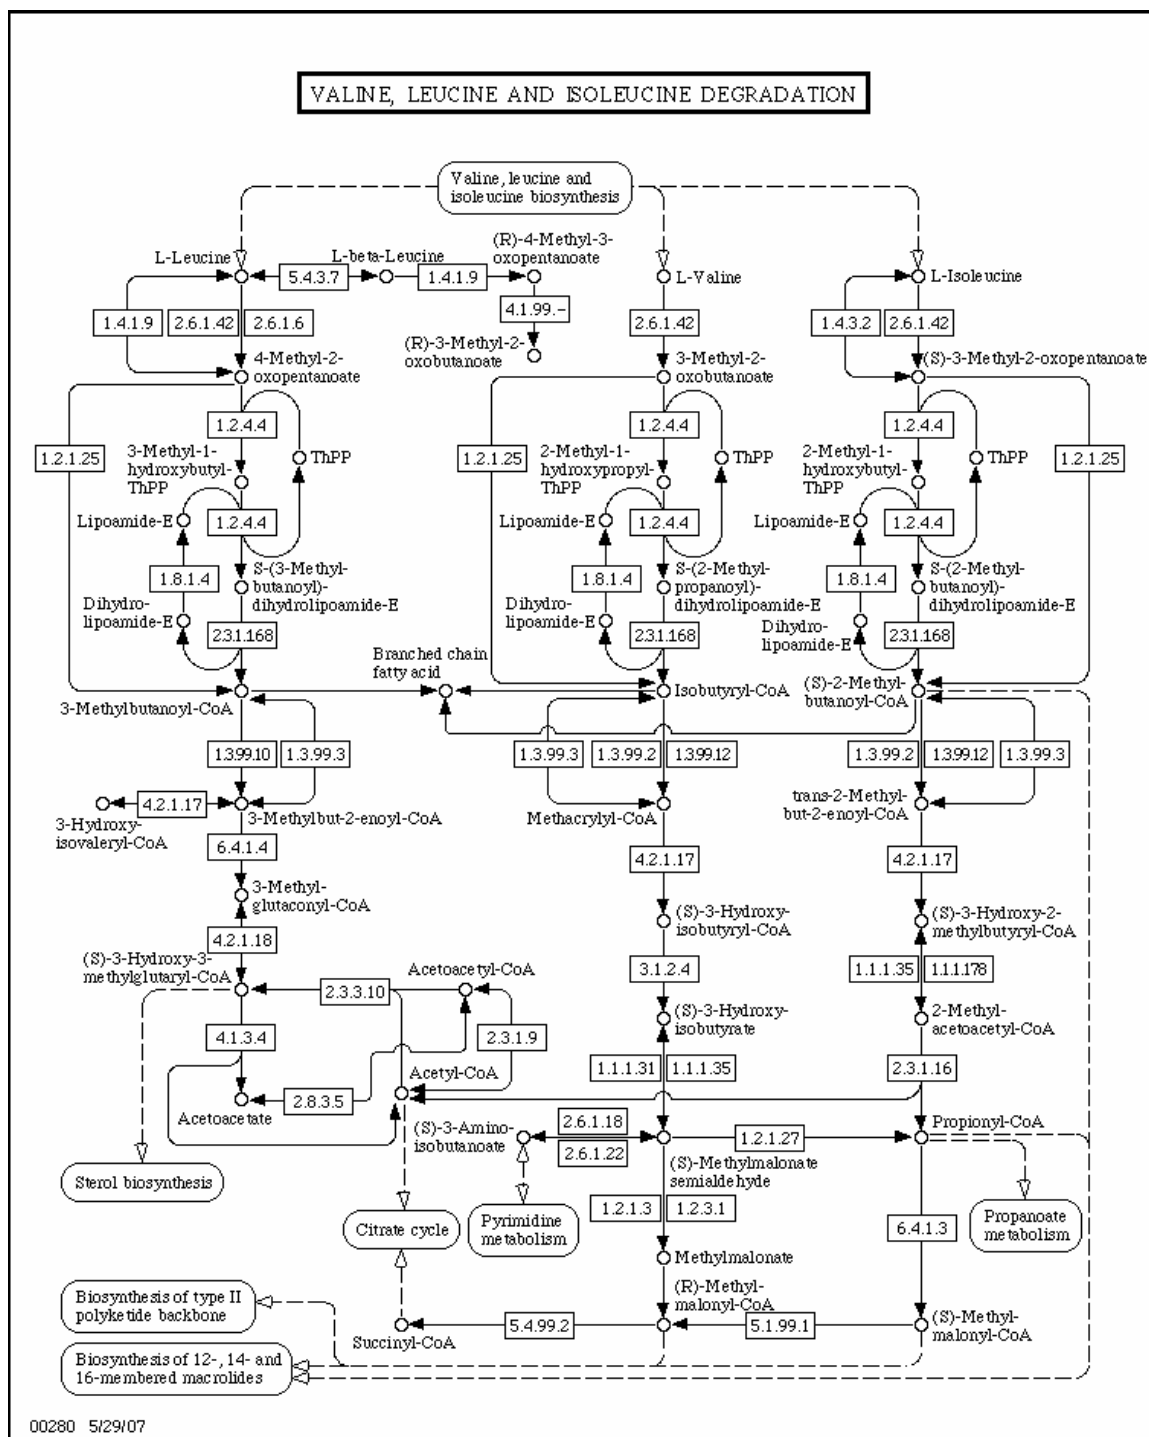 VALINE, LEUCINE AND ISOLEUCINE DEGRADATION
Valine, leucine and
isoleucine biosynthesis
L-Leucine
5.4.3.7
L-beta-Leucine
1.4.1.9
(R)-4-Methyl-3-
oxopentanoate
L-Valine
L-Isoleucine
1.4.1.9
2.6.1.42
2.6.1.6
4.1.99.-
2.6.1.42
1.4.3.2
2.6.1.42
4-Methyl-2-
oxopentanoate
(R)-3-Methyl-2-
oxobutanoate
3-Methyl-2-
oxobutanoate
(S)-3-Methyl-2-oxopentanoate
1.2.4.4
1.2.4.4
1.2.4.4
1.2.1.25
3-Methyl-1-
hydroxybutyl-
ThPP
ThPP
1.2.1.25
2-Methyl-1-
hydroxypropyl-
ThPP
ThPP
2-Methyl-1-
hydroxybutyl-
ThPP
ThPP
1.2.1.25
Lipoamide-E
1.2.4.4
Lipoamide-E
1.2.4.4
Lipoamide-E
1.2.4.4
1.8.1.4
S-(3-Methyl-
butanoyl)-
dihydrolipoamide-E
1.8.1.4
S-(2-Methyl-
propanoyl)-
dihydrolipoamide-E
1.8.1.4
S-(2-Methyl-
butanoyl)-
dihydrolipoamide-E
Dihydro-
lipoamide-E
2.3.1.168
Dihydro-
lipoamide-E
2.3.1.168
Dihydro-
lipoamide-E
2.3.1.168
3-Methylbutanoyl-CoA
Branched chain
fatty acid
Isobutyryl-CoA
(S)-2-Methyl-
butanoyl-CoA
1.3.99.10
1.3.99.3
1.3.99.3
1.3.99.2
1.3.99.12
1.3.99.2
1.3.99.12
1.3.99.3
4.2.1.17
3-Hydroxy-
isovaleryl-CoA
3-Methylbut-2-enoyl-CoA
Methacrylyl-CoA
trans-2-Methyl-
but-2-enoyl-CoA
6.4.1.4
4.2.1.17
4.2.1.17
3-Methyl-
glutaconyl-CoA
(S)-3-Hydroxy-
isobutyryl-CoA
(S)-3-Hydroxy-2-
methylbutyryl-CoA
4.2.1.18
3.1.2.4
1.1.1.35
1.1.1.178
(S)-3-Hydroxy-3-
methylglutaryl-CoA
2.3.3.10
Acetoacetyl-CoA
(S)-3-Hydroxy-
isobutyrate
2-Methyl-
acetoacetyl-CoA
4.1.3.4
2.3.1.9
1.1.1.31
1.1.1.35
2.3.1.16
Acetoacetate
2.8.3.5
Acetyl-CoA
(S)-3-Amino-
isobutanoate
2.6.1.18
2.6.1.22
1.2.1.27
Propionyl-CoA
(S)-Methylmalonate
semialdehyde
Sterol biosynthesis
Citrate cycle
Pyrimidine
metabolism
1.2.1.3
1.2.3.1
6.4.1.3
Propanoate
metabolism
Methylmalonate
Biosynthesis of type II
polyketide backbone
Succinyl-CoA
5.4.99.2
(R)-Methyl-
malonyl-CoA
5.1.99.1
(S)-Methyl-
malonyl-CoA
Biosynthesis of 12-, 14- and
16-membered macrolides
00280 5/29/07